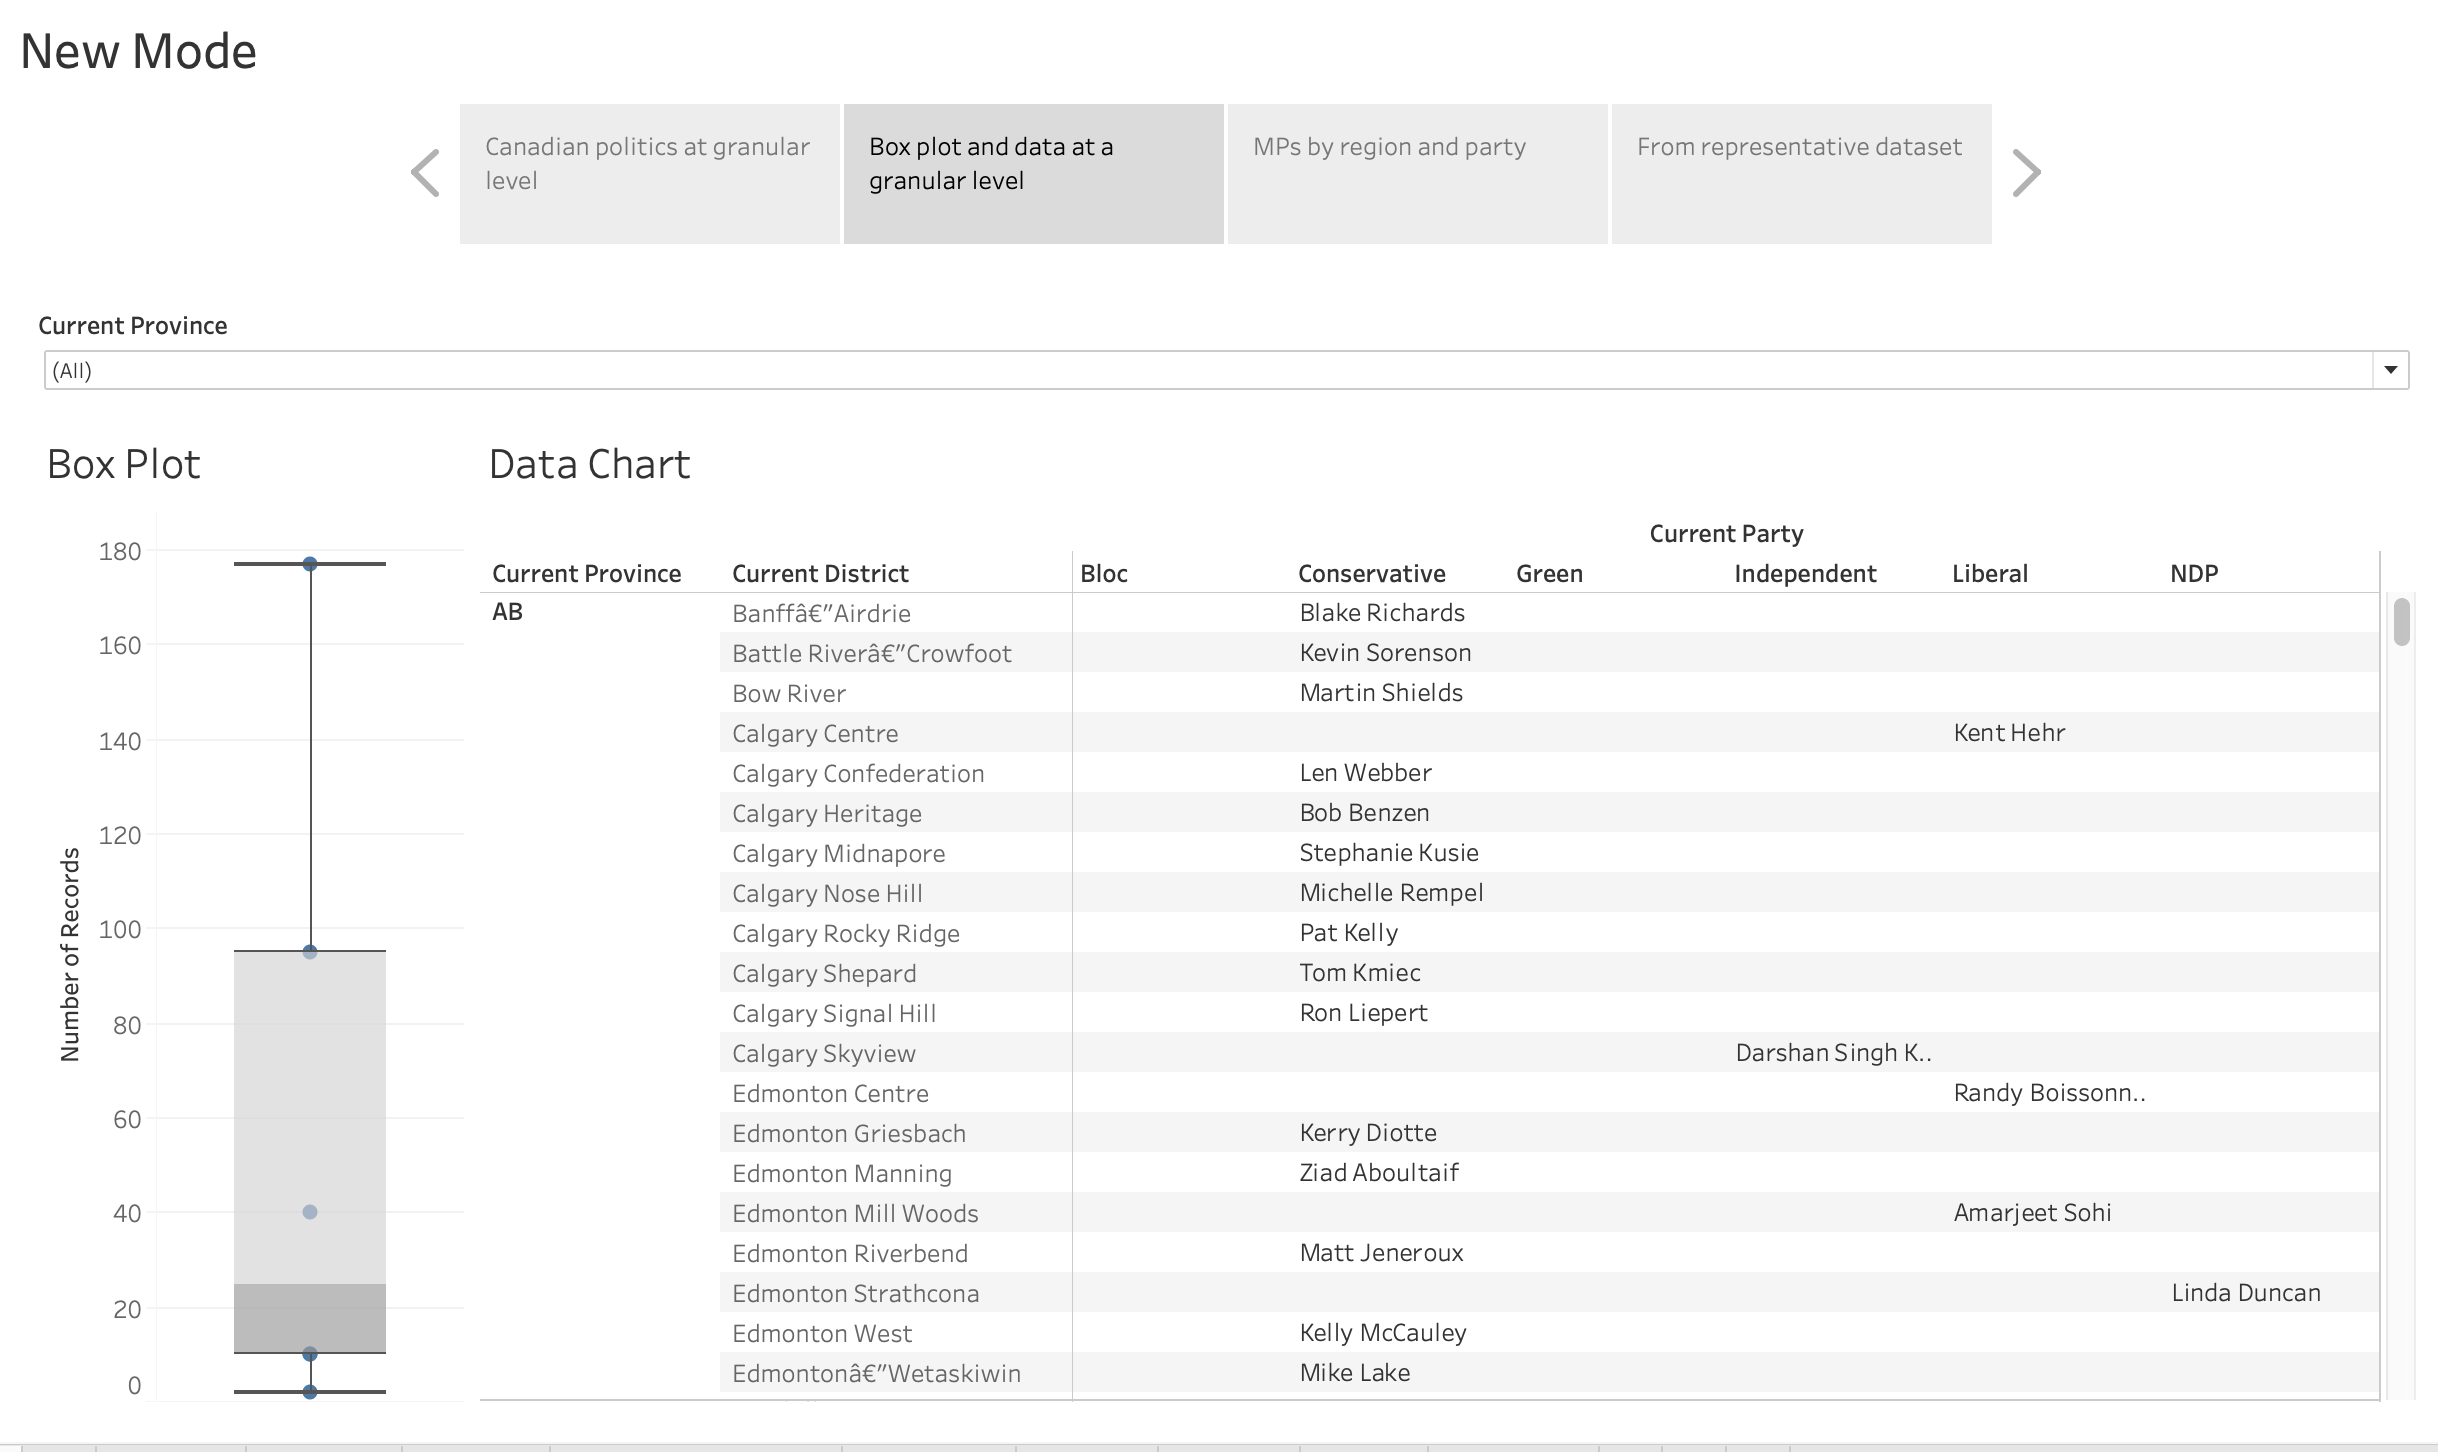 New Mode
Canadian politics at granular
level
Box plot and data at a
granular level
MPs by region and party
From representative dataset
Current Province
(All)
Box Plot
Number of Records
180
160
140
120
100
80
60
40
20
0
Data Chart
Current Party
Current Province Current District Bloc Conservative Green Independent Liberal NDP
AB Banffâ€”Airdrie Blake Richards
Battle Riverâ€”Crowfoot Kevin Sorenson
Bow River Martin Shields
Calgary Centre Kent Hehr
Calgary Confederation Len Webber
Calgary Heritage Bob Benzen
Calgary Midnapore Stephanie Kusie
Calgary Nose Hill Michelle Rempel
Calgary Rocky Ridge Pat Kelly
Calgary Shepard Tom Kmiec
Calgary Signal Hill Ron Liepert
Calgary Skyview Darshan Singh K..
Edmonton Centre Randy Boissonn..
Edmonton Griesbach Kerry Diotte
Edmonton Manning Ziad Aboultaif
Edmonton Mill Woods Amarjeet Sohi
Edmonton Riverbend Matt Jeneroux
Edmonton Strathcona Linda Duncan
Edmonton West Kelly McCauley
Edmontonâ€”Wetaskiwin Mike Lake